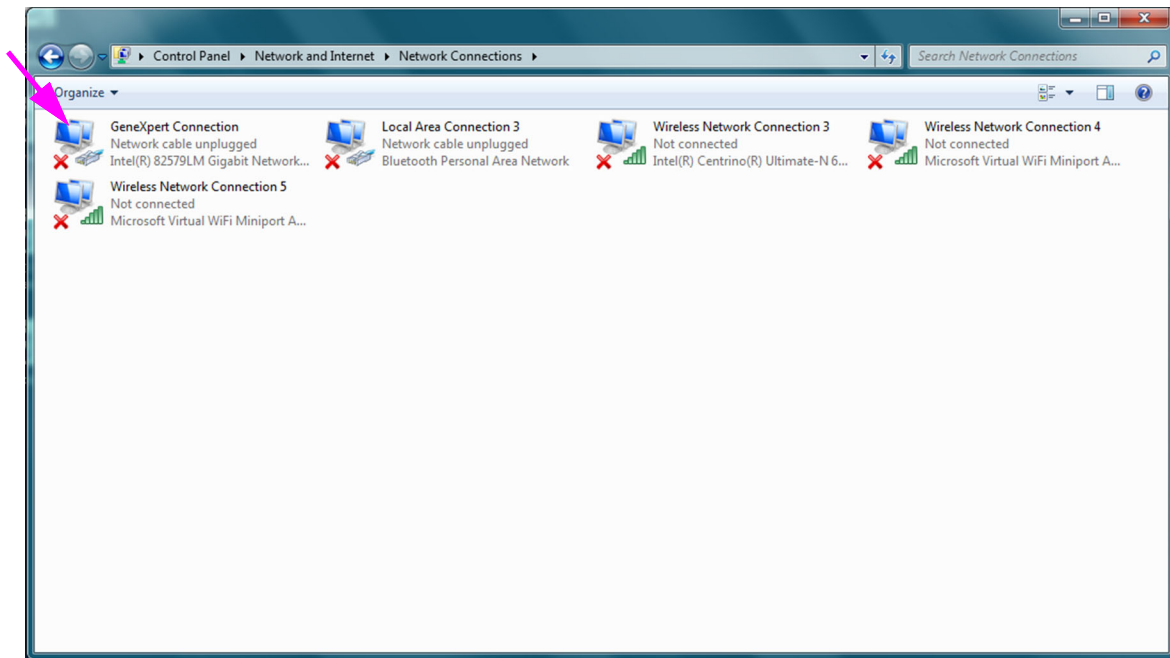 Control Panel Network and Internet Network Connections
Search Network Connections
Organize
GeneXpert Connection
Network cable unplugged
Intel(R) 82579LM Gigabit Network...
Local Area Connection 3
Network cable unplugged
Bluetooth Personal Area Network
Wireless Network Connection 3
Not connected
Intel(R) Centrino(R) Ultimate-N 6...
Wireless Network Connection 4
Not connected
Microsoft Virtual WiFi Miniport A...
Wireless Network Connection 5
Not connected
Microsoft Virtual WiFi Miniport A...